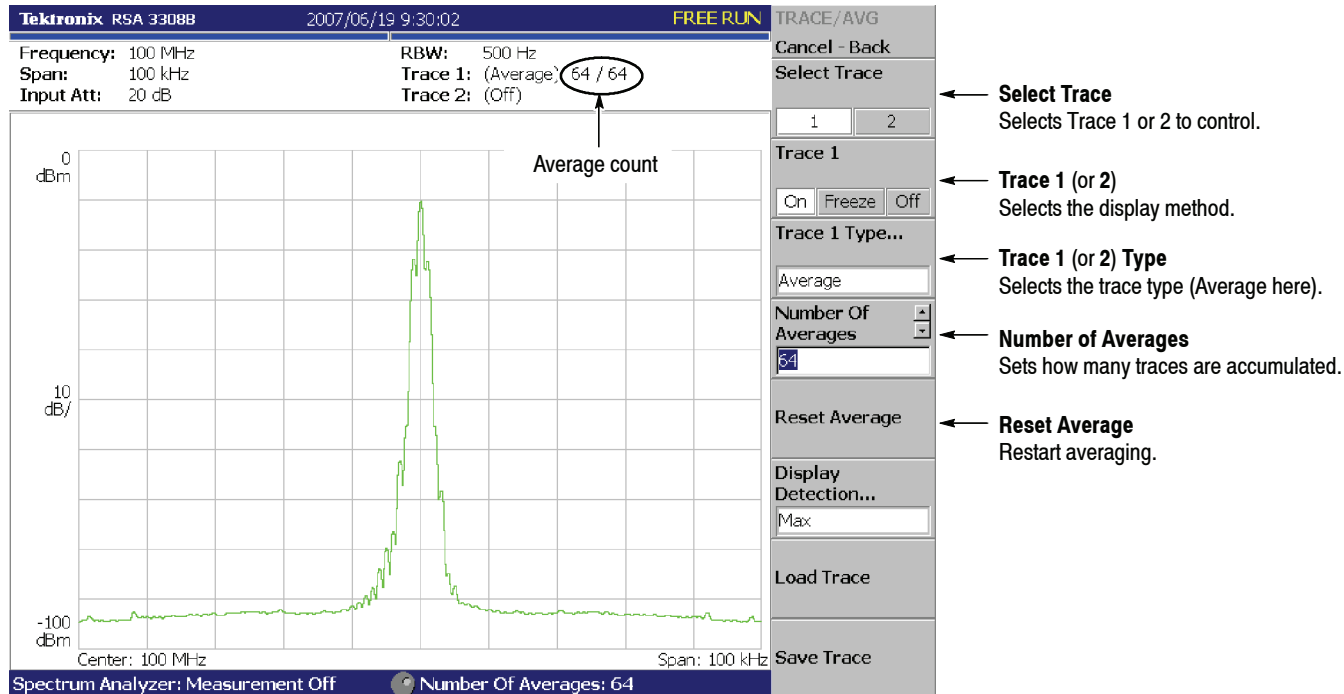 Tektronix RSA 3308B 2007/06/19 9:30:02 FREE RUN
Frequency: 100 MHz
Span: 100 kHz
Input Att: 20 dB
RBW: 500 Hz
Trace 1: (Average) 64 / 64
Trace 2: (Off)
Average count
0
dBm
10
dB/
-100
dBm
Center: 100 MHz
Span: 100 kHz
Spectrum Analyzer: Measurement Off Number Of Averages: 64
TRACE/AVG
Cancel - Back
Select Trace
1 2
Trace 1
On Freeze Off
Trace 1 Type...
Average
Number Of
Averages
64
Reset Average
Display
Detection...
Max
Load Trace
Save Trace
Select Trace
Selects Trace 1 or 2 to control.
Trace 1 (or 2)
Selects the display method.
Trace 1 (or 2) Type
Selects the trace type (Average here).
Number of Averages
Sets how many traces are accumulated.
Reset Average
Restart averaging.